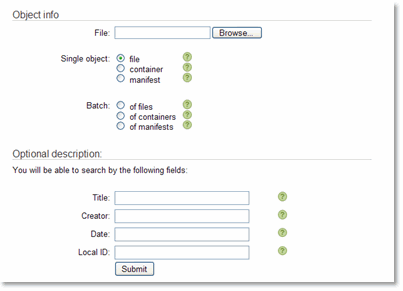 Object info
File: Browse...
Single object: file ?
container ?
manifest ?
Batch: of files ?
of containers ?
of manifests ?
Optional description:
You will be able to search by the following fields:
Title: ?
Creator: ?
Date: ?
Local ID: ?
Submit